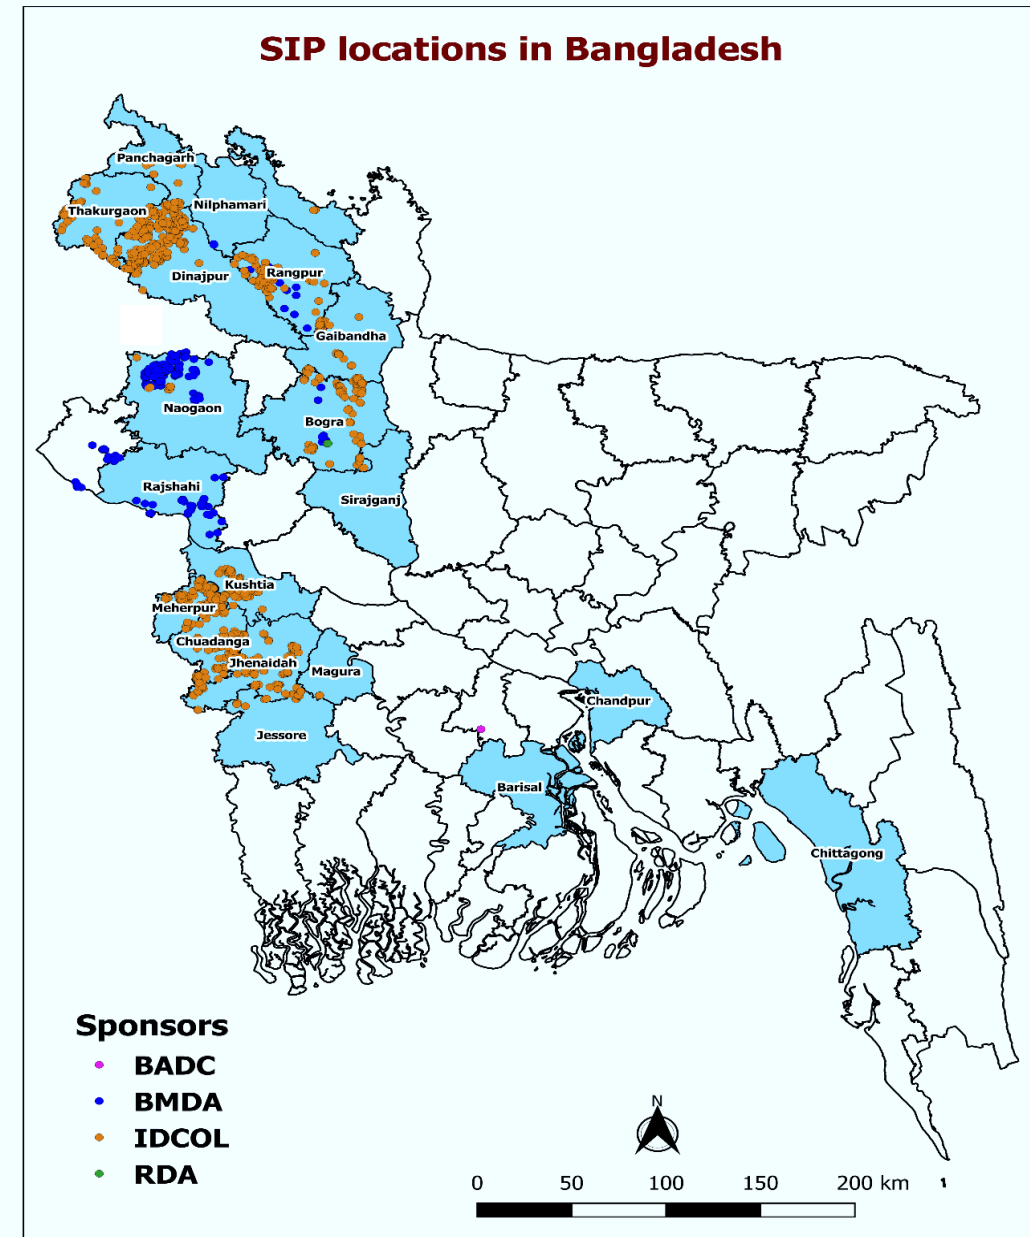 SIP locations in Bangladesh
Panchagarh
Nilphamari
Thakurgaon
Dinajpur
Rangpur
Gaibandha
Naogaon
Bogra
Rajshahi
Sirajganj
Kushtia
Meherpur
Chuadanga
Jhenaidah
Magura
Chandpur
Jessore
Barisal
Chittagong
Sponsors
BADC
BMDA
IDCOL
RDA
N
0 50 100 150 200 km